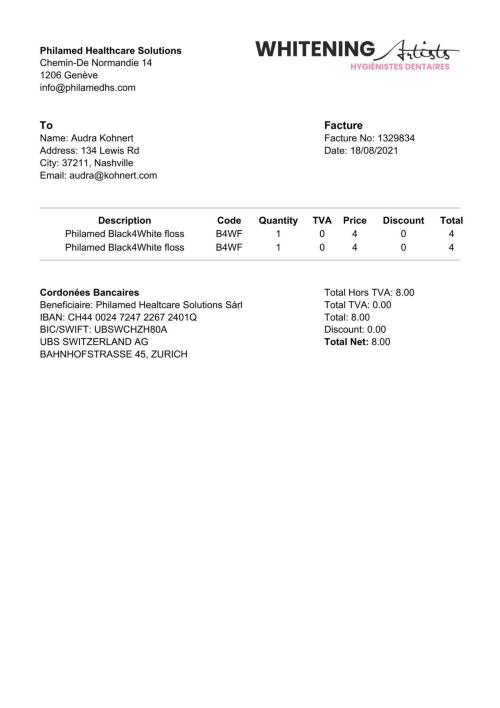 Philamed Healthcare Solutions
Chemin-De Normandie 14
1206 Genève
info@philamedhs.com
WHITENING Artists
HYGIÉNISTES DENTAIRES
To
Name: Audra Kohnert
Address: 134 Lewis Rd
City: 37211, Nashville
Email: audra@kohnert.com
Facture
Facture No: 1329834
Date: 18/08/2021
Description Code Quantity TVA Price Discount Total
Philamed Black4White floss B4WF 1 0 4 0 4
Philamed Black4White floss B4WF 1 0 4 0 4
Cordonées Bancaires
Beneficiaire: Philamed Healtcare Solutions Sàrl
IBAN: CH44 0024 7247 2267 2401Q
BIC/SWIFT: UBSWCHZH80A
UBS SWITZERLAND AG
BAHNHOFSTRASSE 45, ZURICH
Total Hors TVA: 8.00
Total TVA: 0.00
Total: 8.00
Discount: 0.00
Total Net: 8.00